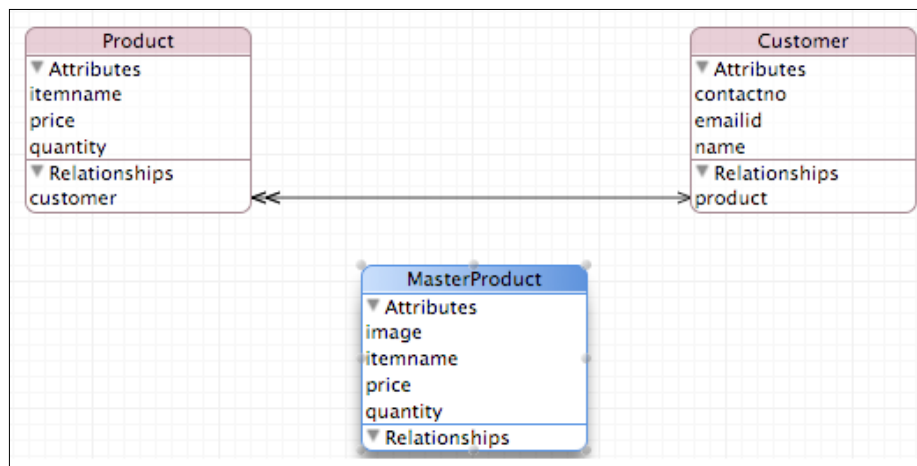 Product
Attributes
itemname
price
quantity
Relationships
customer
Customer
Attributes
contactno
emailid
name
Relationships
product
MasterProduct
Attributes
image
itemname
price
quantity
Relationships